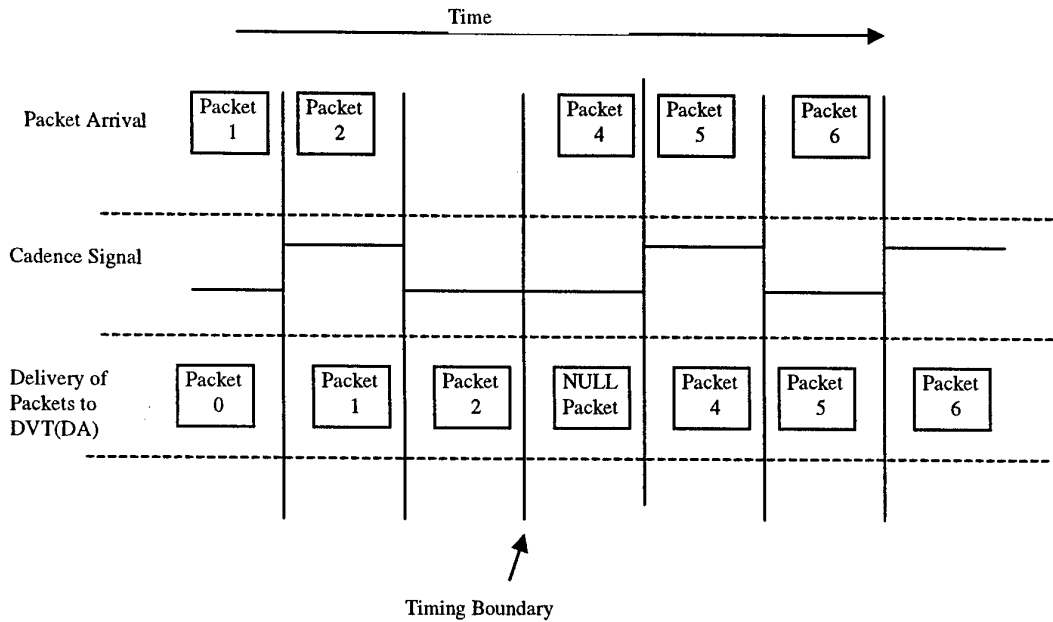 Time
Packet Arrival
Packet
1
Packet
2
Packet
4
Packet
5
Packet
6
Cadence Signal
Delivery of
Packets to
DVT(DA)
Packet
0
Packet
1
Packet
2
NULL
Packet
Packet
4
Packet
5
Packet
6
Timing Boundary